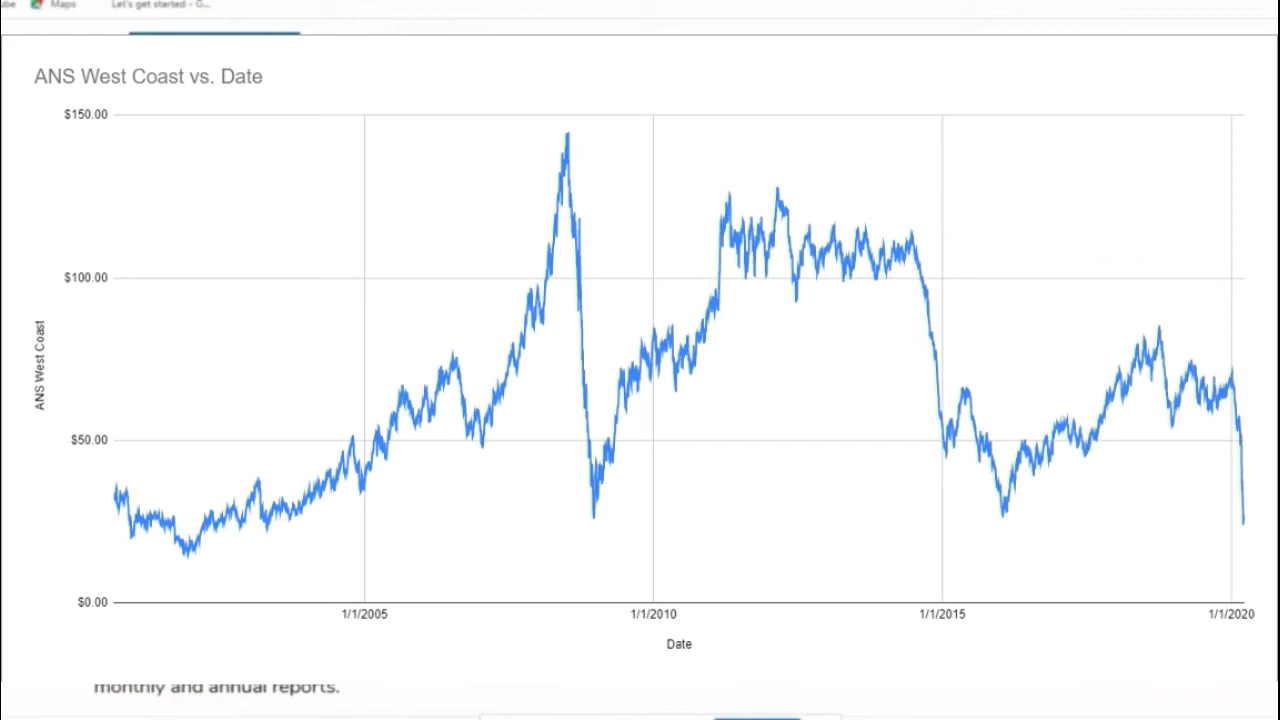 Maps
Let's get started - G...
ANS West Coast vs. Date
$150.00
$100.00
ANS West Coast
$50.00
$0.00
1/1/2005
1/1/2010
1/1/2015
1/1/2020
Date
monthly and annual reports.